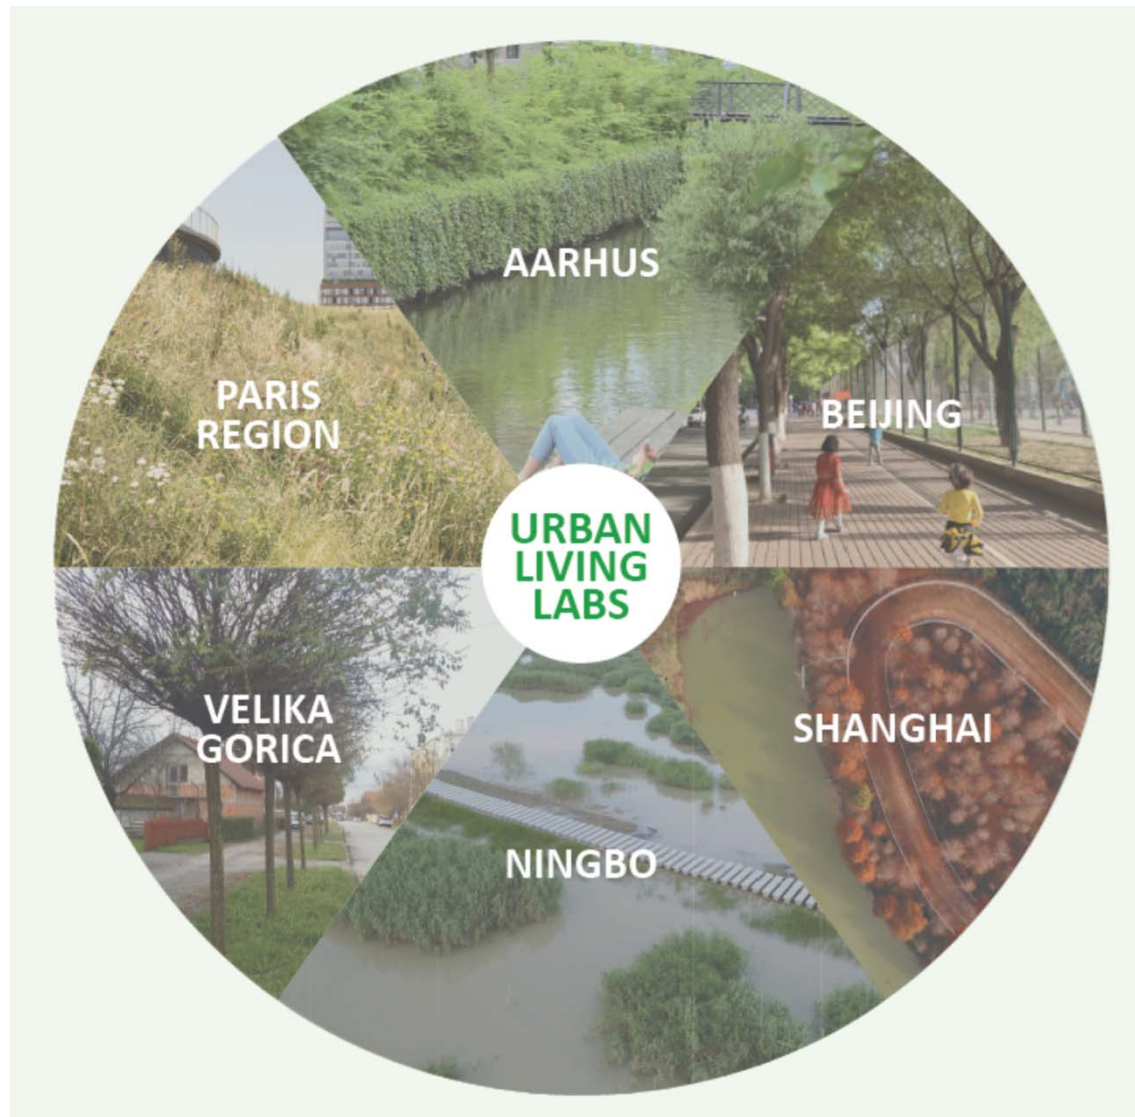 AARHUS
PARIS
REGION
BEIJING
URBAN
LIVING
LABS
VELIKA
GORICA
SHANGHAI
NINGBO